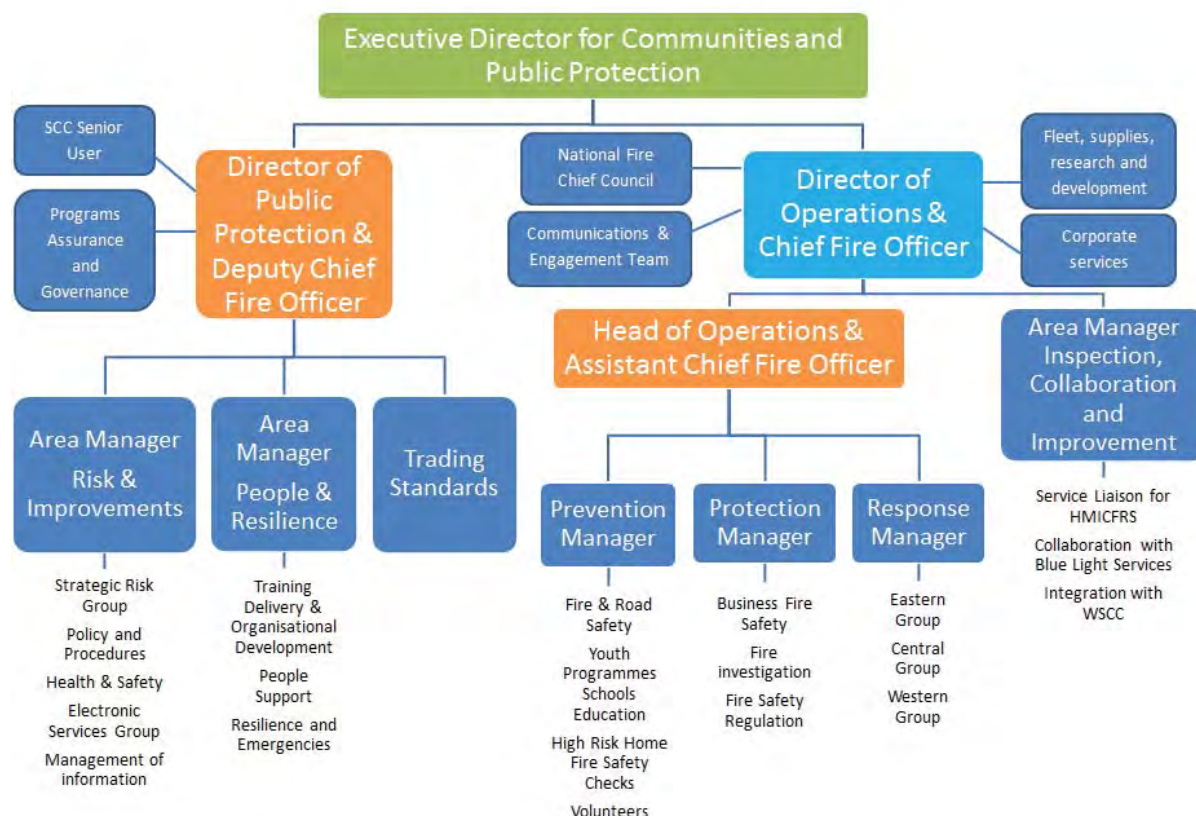 Executive Director for Communities and
Public Protection
SCC Senior
User
Programs
Assurance
and
Governance
Director of
Public
Protection &
Deputy Chief
Fire Officer
National Fire
Chief Council
Communications &
Engagement Team
Director of
Operations &
Chief Fire Officer
Fleet, supplies,
research and
development
Corporate
services
Head of Operations &
Assistant Chief Fire Officer
Area Manager
Inspection,
Collaboration
and
Improvement
Area Manager
Risk &
Improvements
Area
Manager
People &
Resilience
Trading
Standards
Prevention
Manager
Protection
Manager
Response
Manager
Strategic Risk
Group
Policy and
Procedures
Health & Safety
Electronic
Services Group
Management of
information
Training
Delivery &
Organisational
Development
People
Support
Resilience and
Emergencies
Fire & Road
Safety
Youth
Programmes
Schools
Education
High Risk Home
Fire Safety
Checks
Volunteers
Business Fire
Safety
Fire
investigation
Fire Safety
Regulation
Eastern
Group
Central
Group
Western
Group
Service Liaison for
HMICFRS
Collaboration with
Blue Light Services
Integration with
WSCC